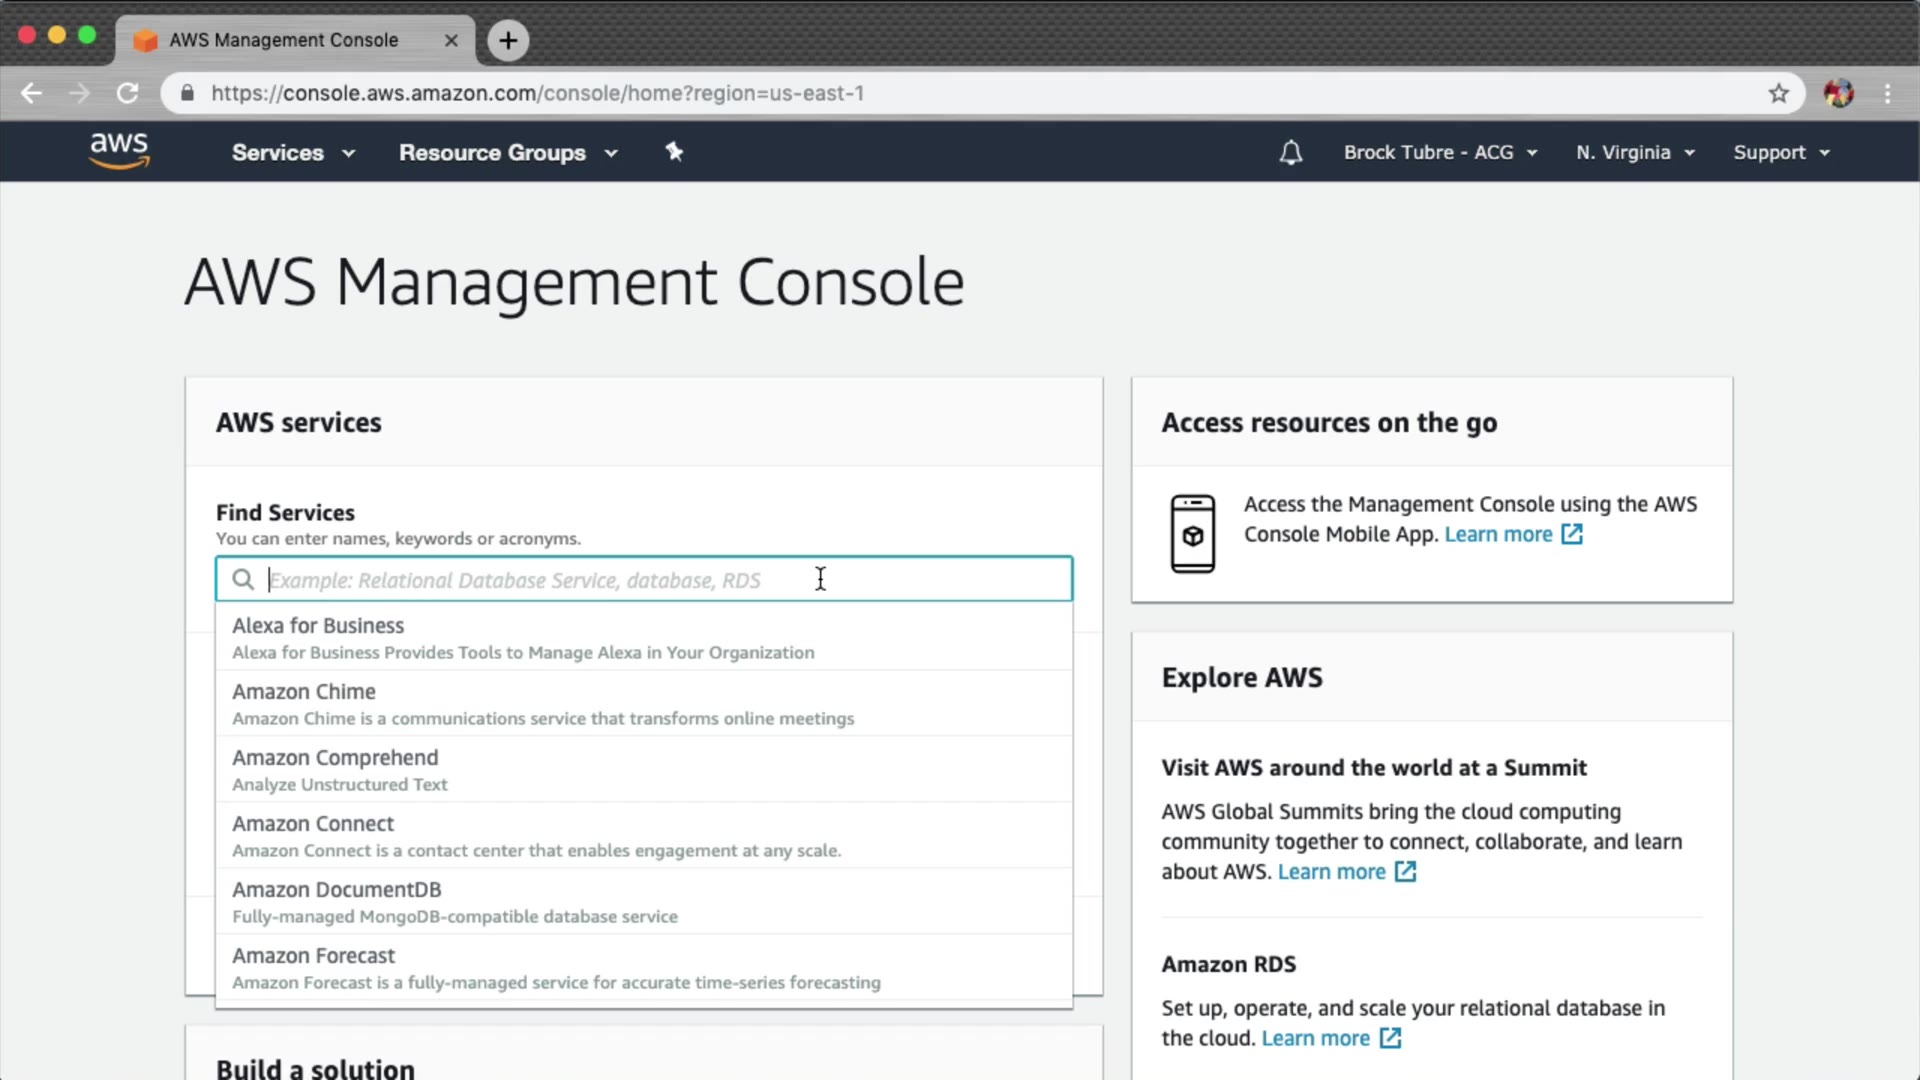 AWS Management Console
https://console.aws.amazon.com/console/home?region=us-east-1
aws
Services
Resource Groups
Brock Tubre - ACG
N. Virginia
Support
AWS Management Console
AWS services
Find Services
You can enter names, keywords or acronyms.
Example: Relational Database Service, database, RDS
Alexa for Business
Alexa for Business Provides Tools to Manage Alexa in Your Organization
Amazon Chime
Amazon Chime is a communications service that transforms online meetings
Amazon Comprehend
Analyze Unstructured Text
Amazon Connect
Amazon Connect is a contact center that enables engagement at any scale.
Amazon DocumentDB
Fully-managed MongoDB-compatible database service
Amazon Forecast
Amazon Forecast is a fully-managed service for accurate time-series forecasting
Build a solution
Access resources on the go
Access the Management Console using the AWS
Console Mobile App. Learn more
Explore AWS
Visit AWS around the world at a Summit
AWS Global Summits bring the cloud computing
community together to connect, collaborate, and learn
about AWS. Learn more
Amazon RDS
Set up, operate, and scale your relational database in
the cloud. Learn more